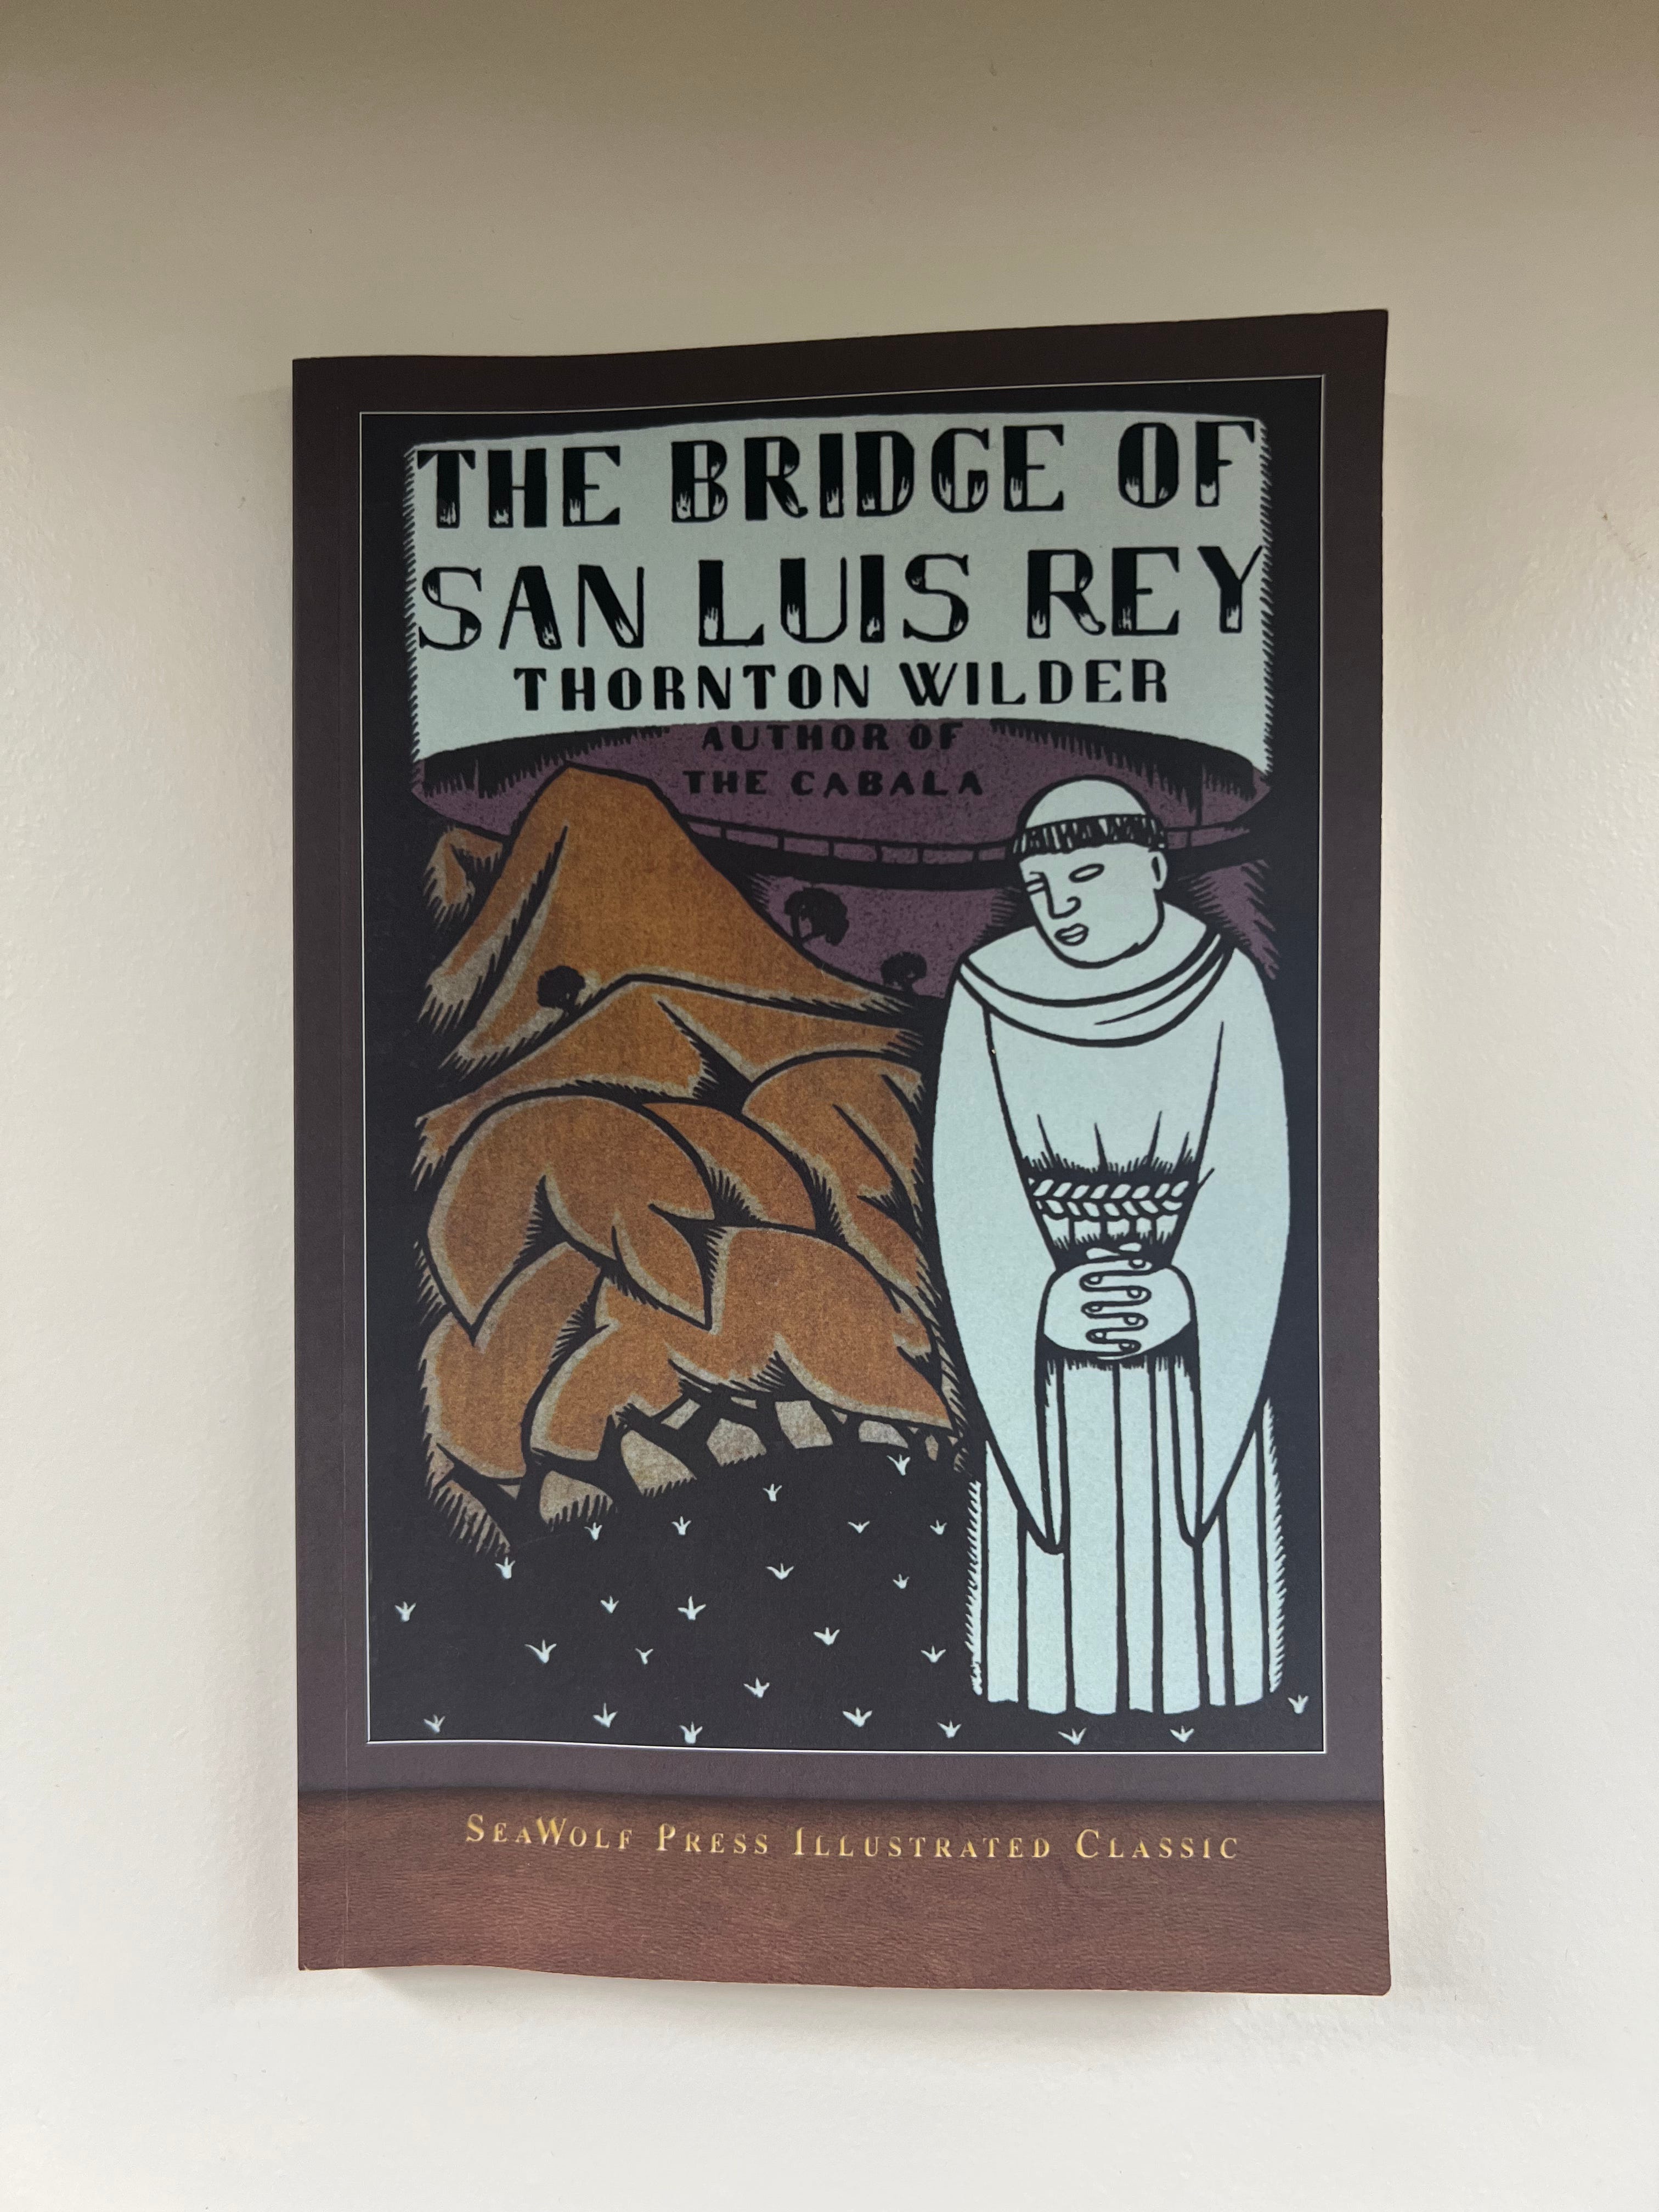 THE BRIDGE OF
SAN LUIS REY
THORNTON WILDER
AUTHOR OF
THE CABALA
SEAWOLF PRESS ILLUSTRATED CLASSIC